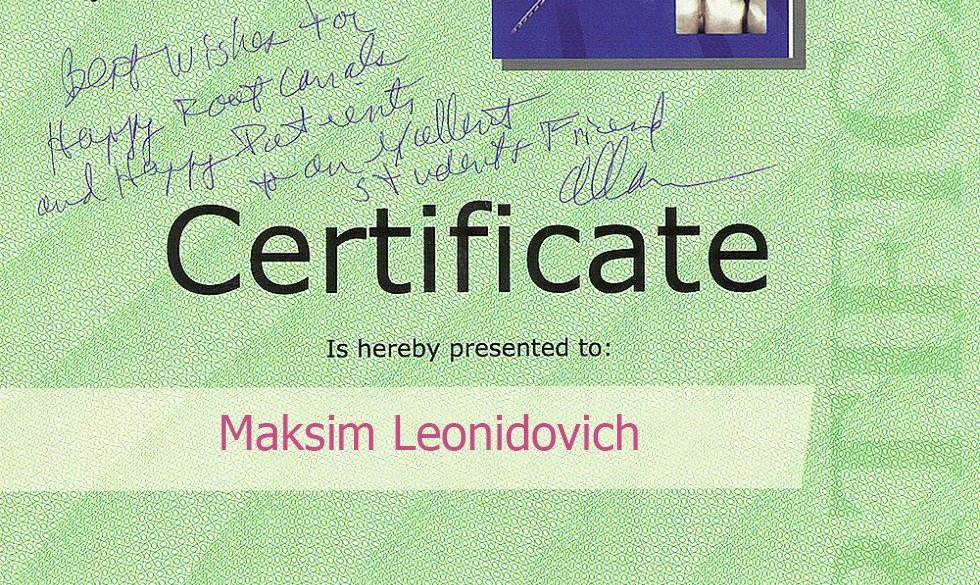 Best Wishes for
Happy Root Canals
and Happy Patients
to an Xellent
Student & Friend
Certificate
Is hereby presented to:
Maksim Leonidovich